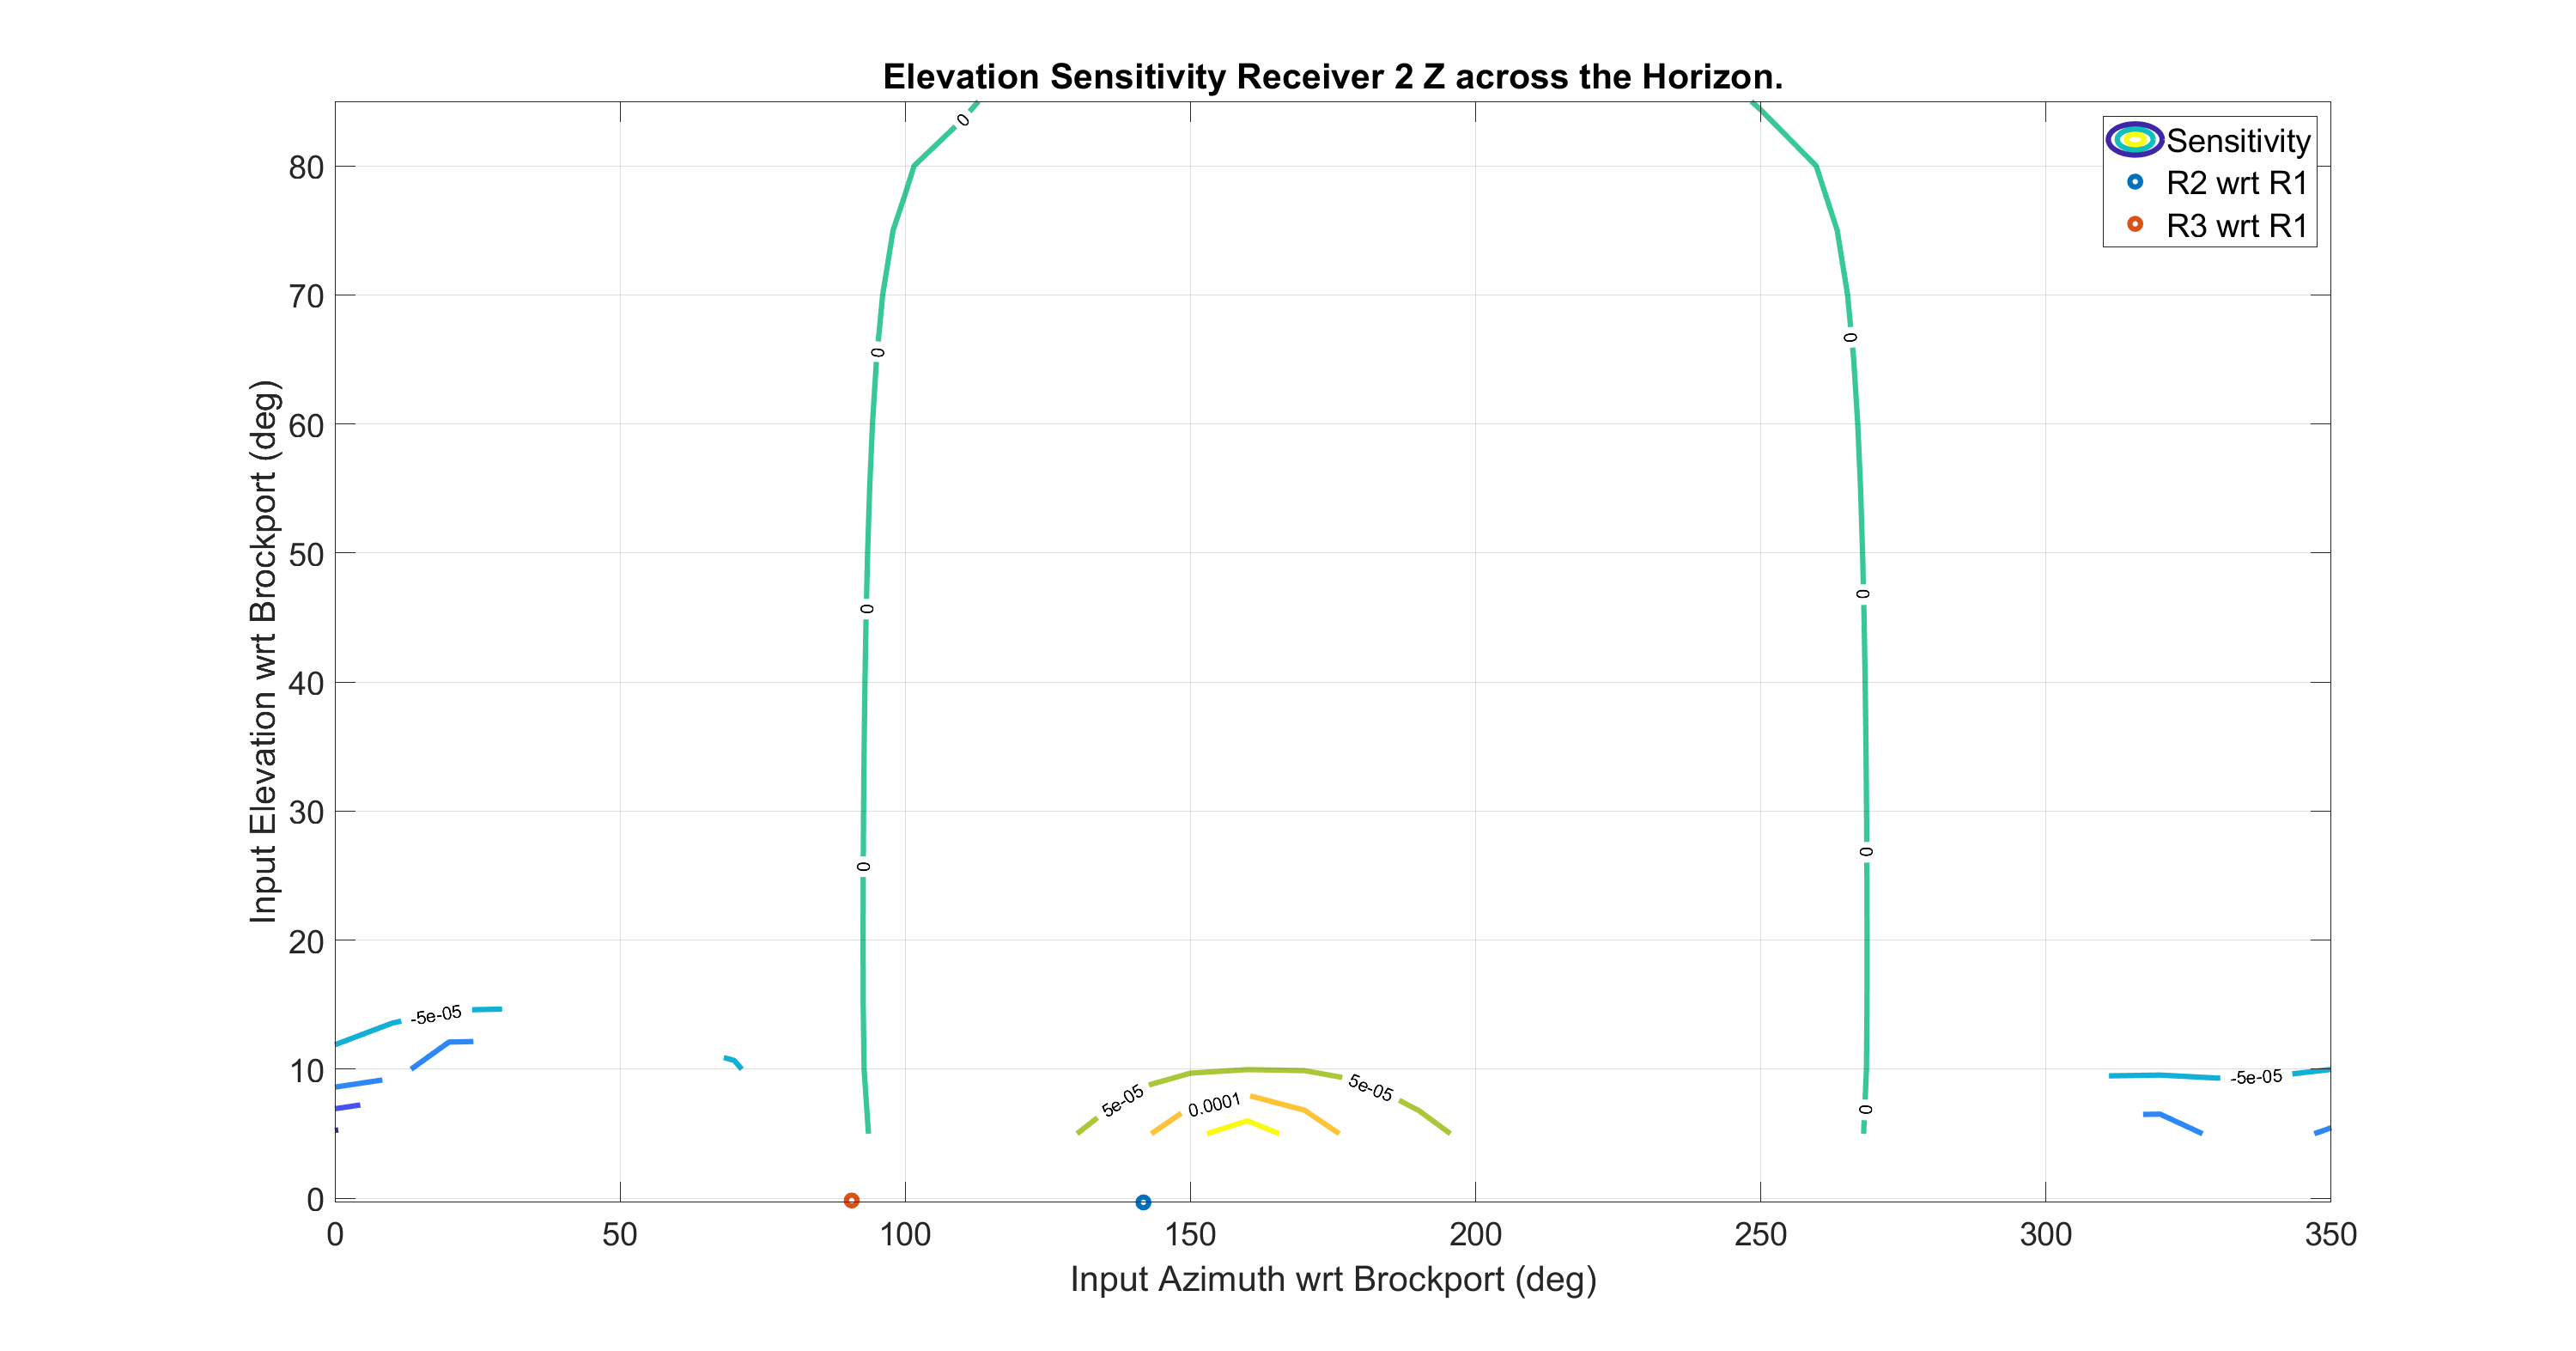 Elevation Sensitivity Receiver 2 Z across the Horizon.
Sensitivity
R2 wrt R1
R3 wrt R1
Input Elevation wrt Brockport (deg)
80
70
60
50
40
30
20
10
0
0
0
0
0
0
0
0
0
0
-5e-05
5e-05
0.0001
5e-05
-5e-05
0 50 100 150 200 250 300 350
Input Azimuth wrt Brockport (deg)